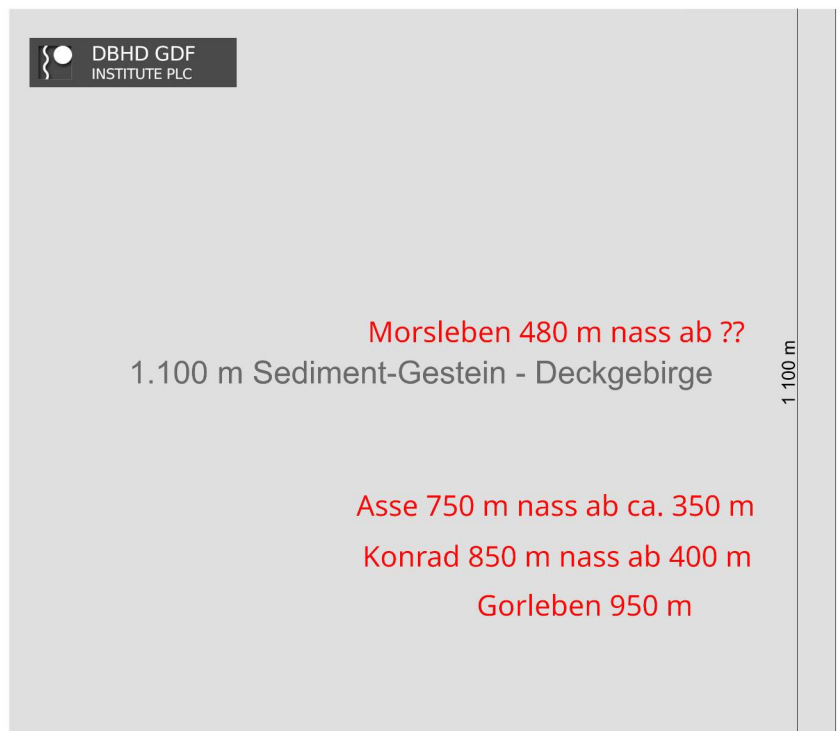 DBHD GDF
INSTITUTE PLC
Morsleben 480 m nass ab ??
1.100 m Sediment-Gestein - Deckgebirge
1 100 m
Asse 750 m nass ab ca. 350 m
Konrad 850 m nass ab 400 m
Gorleben 950 m